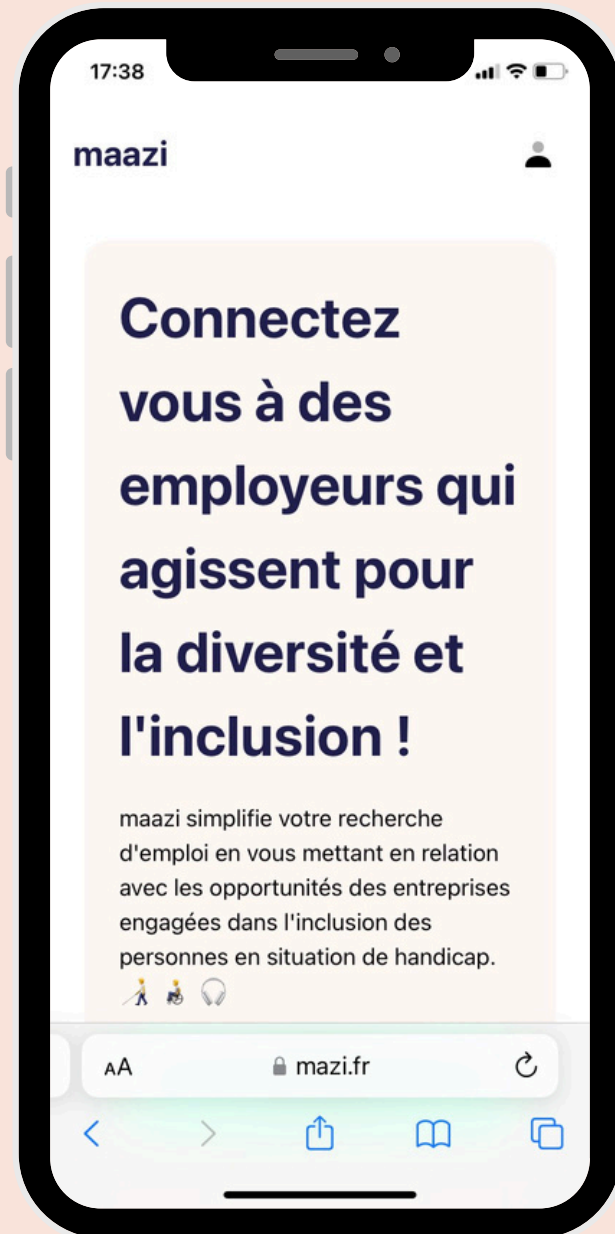 17:38
maazi
Connectez
vous à des
employeurs qui
agissent pour
la diversité et
l'inclusion !
maazi simplifie votre recherche
d'emploi en vous mettant en relation
avec les opportunités des entreprises
engagées dans l'inclusion des
personnes en situation de handicap.
👨‍🦯 👩‍🦽 🎧
AA mazi.fr